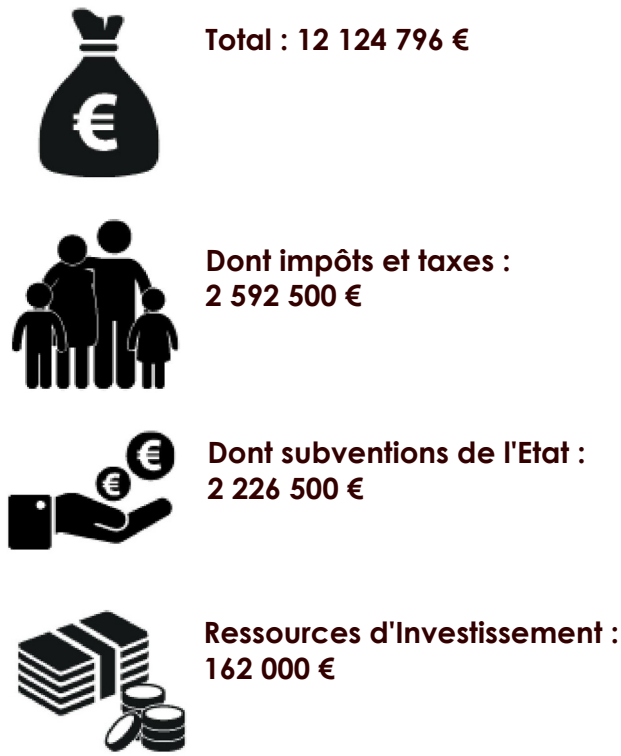 Total : 12 124 796 €
€
Dont impôts et taxes :
2 592 500 €
€
€
Dont subventions de l'Etat :
2 226 500 €
Ressources d'Investissement :
162 000 €